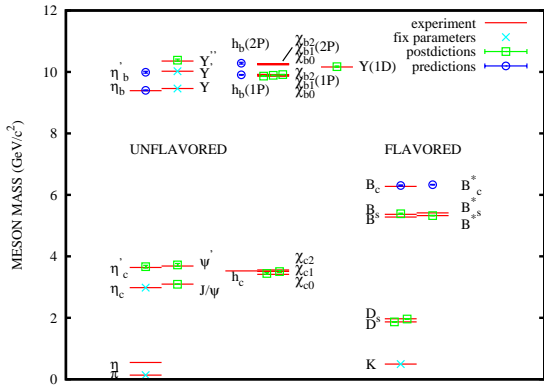 MESON MASS (GeV/c²)
12
10
8
6
4
2
0
experiment
fix parameters
postdictions
predictions
Υ''
Υ'
Υ
η'b
ηb
hb(2P)
χb2
χb1(2P)
χb0
Υ(1D)
hb(1P)
χb2
χb1(1P)
χb0
UNFLAVORED
FLAVORED
Bc
B*c
Bs
B*s
B
B*
η'c
ψ'
ηc
J/ψ
hc
χc2
χc1
χc0
Ds
D
η
π
K